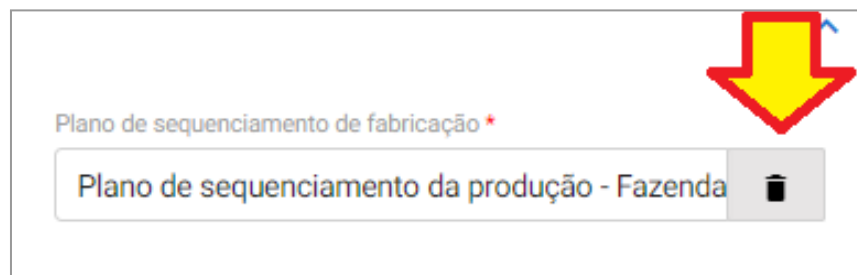 Plano de sequenciamento de fabricação *
Plano de sequenciamento da produção - Fazenda